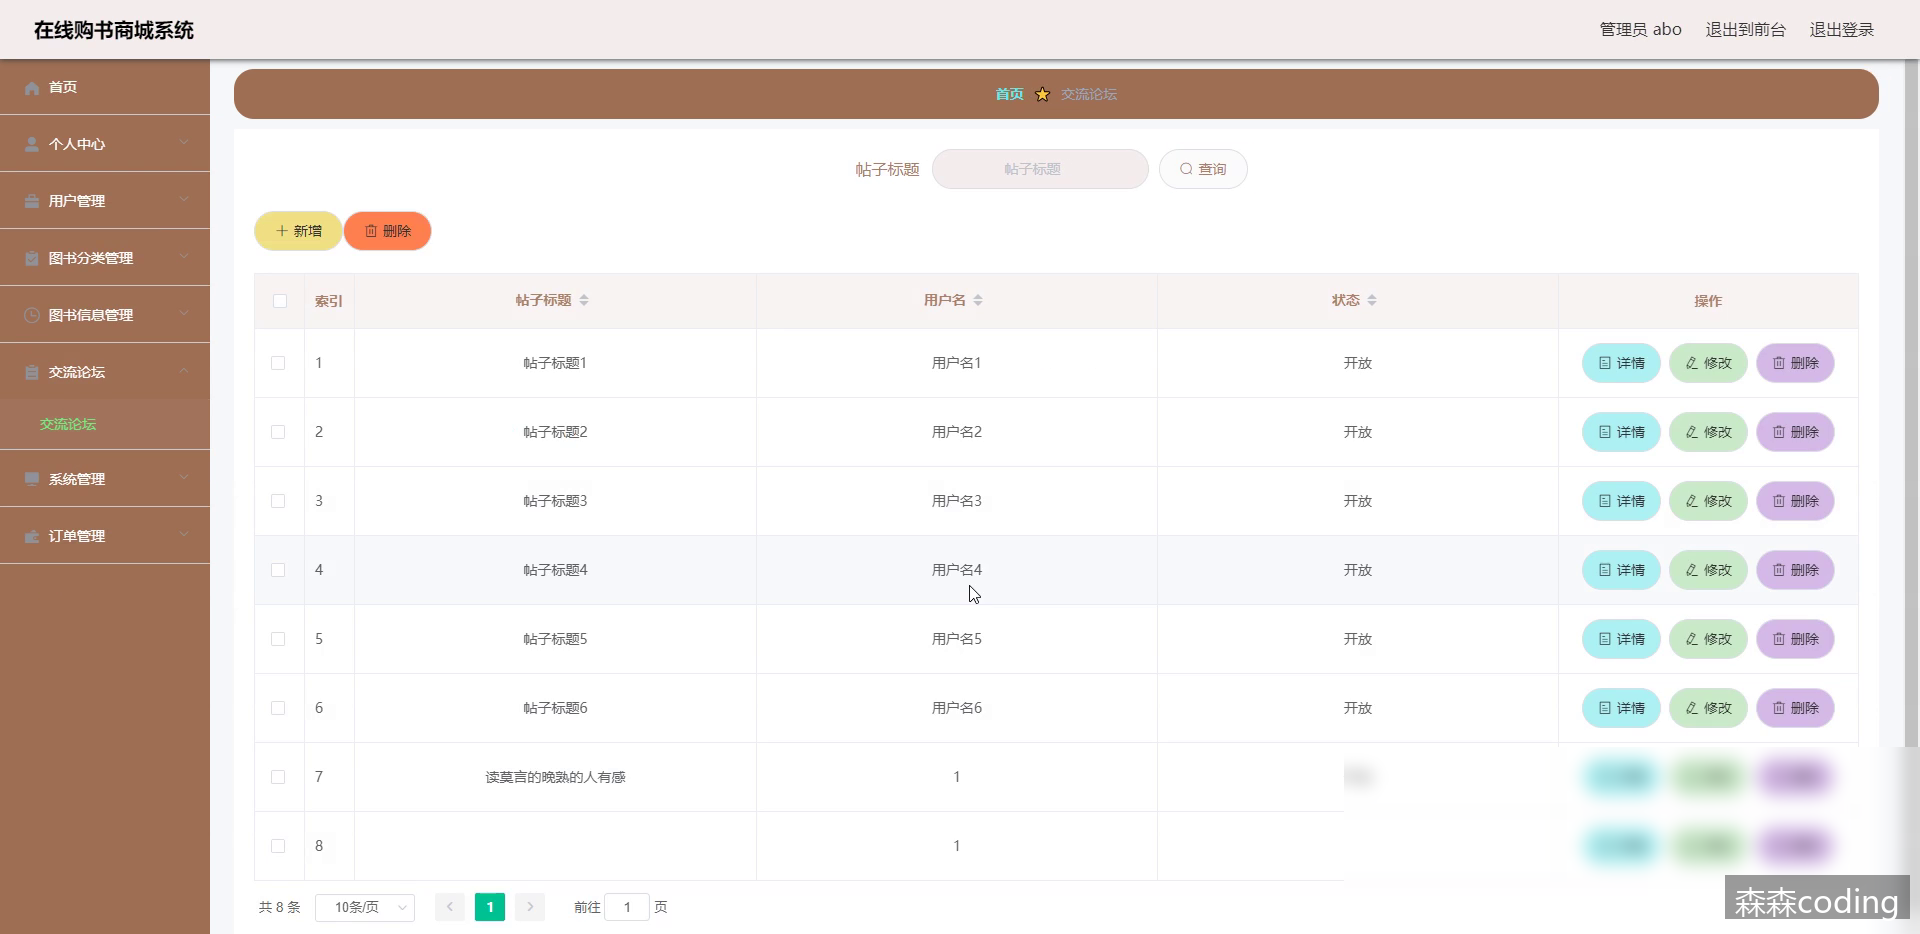 在线购书商城系统
管理员 abo 退出到前台 退出登录
首页
个人中心
用户管理
图书分类管理
图书信息管理
交流论坛
交流论坛
系统管理
订单管理
首页 交流论坛
帖子标题 帖子标题 查询
新增 删除
索引 帖子标题 用户名 状态 操作
1 帖子标题1 用户名1 开放 详情 修改 删除
2 帖子标题2 用户名2 开放 详情 修改 删除
3 帖子标题3 用户名3 开放 详情 修改 删除
4 帖子标题4 用户名4 开放 详情 修改 删除
5 帖子标题5 用户名5 开放 详情 修改 删除
6 帖子标题6 用户名6 开放 详情 修改 删除
7 读莫言的晚熟的人有感 1
8 1
共 8 条 10条/页 1 前往 1 页
森森coding